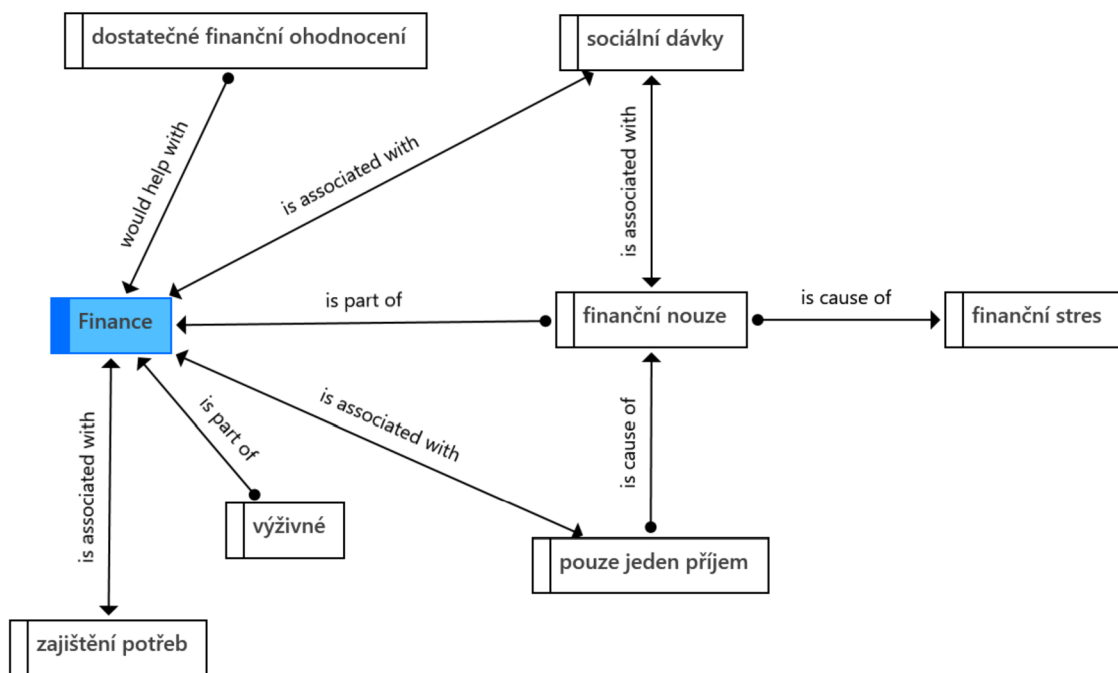 dostatečné finanční ohodnocení
sociální dávky
would help with
is associated with
is associated with
Finance
is part of
finanční nouze
is cause of
finanční stres
is associated with
is part of
is associated with
is cause of
výživné
pouze jeden příjem
zajištění potřeb